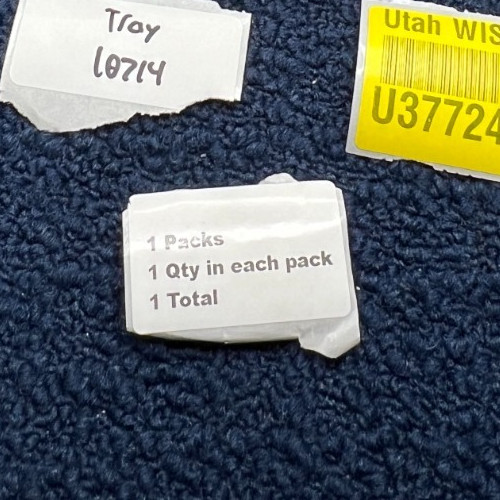 Troy
10714
Utah WIS
U37724
1 Packs
1 Qty in each pack
1 Total